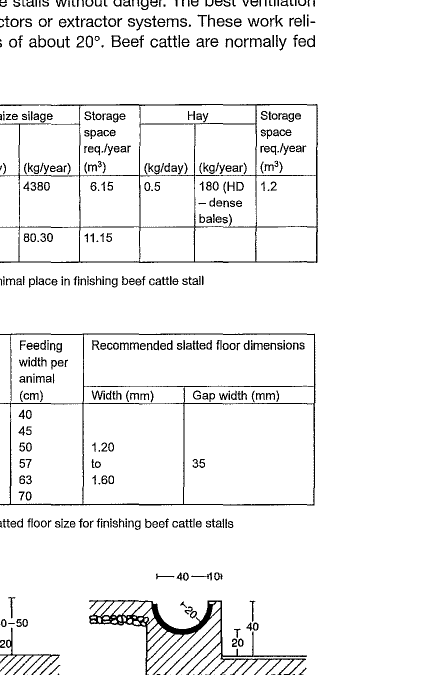 e stalls without danger. The best ventilation
ctors or extractor systems. These work reli-
s of about 20°. Beef cattle are normally fed
aize silage Storage space req./year (m³) Hay Storage space req./year (m³)
) (kg/year) (kg/day) (kg/year)
4380 6.15 0.5 180 (HD – dense bales) 1.2
80.30 11.15
nimal place in finishing beef cattle stall
Feeding width per animal (cm) Recommended slatted floor dimensions
Width (mm) Gap width (mm)
40
45
50 1.20
57 to 35
63 1.60
70
atted floor size for finishing beef cattle stalls
40 10
20
0–50
20
20
40